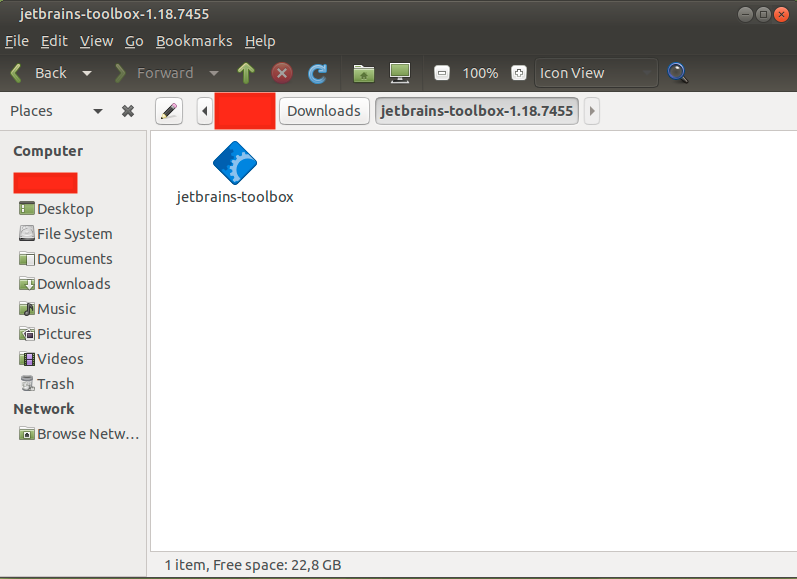 jetbrains-toolbox-1.18.7455
File Edit View Go Bookmarks Help
Back Forward 100% Icon View
Places Downloads jetbrains-toolbox-1.18.7455
Computer
Desktop
File System
Documents
Downloads
Music
Pictures
Videos
Trash
Network
Browse Netw...
jetbrains-toolbox
1 item, Free space: 22,8 GB